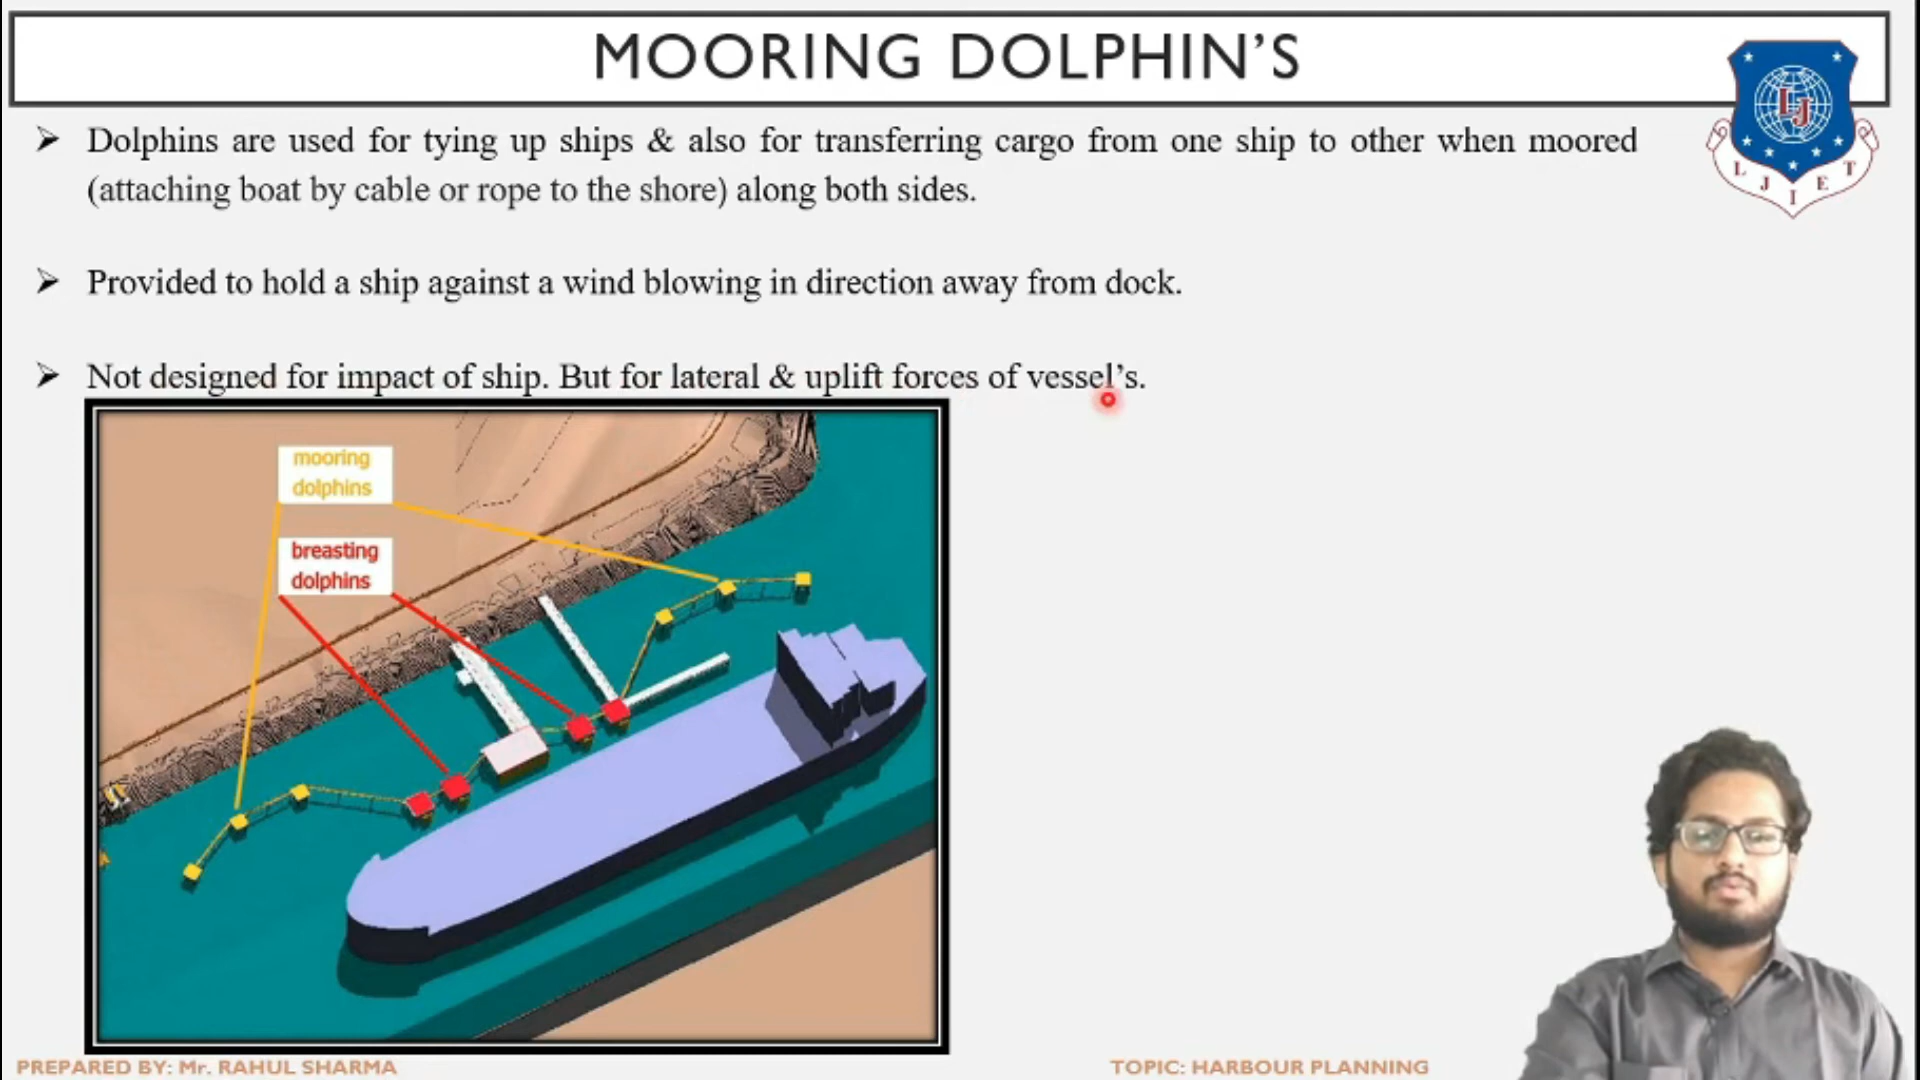 MOORING DOLPHIN’S
➢ Dolphins are used for tying up ships & also for transferring cargo from one ship to other when moored
(attaching boat by cable or rope to the shore) along both sides.
➢ Provided to hold a ship against a wind blowing in direction away from dock.
➢ Not designed for impact of ship. But for lateral & uplift forces of vessel’s.
mooring
dolphins
breasting
dolphins
LJ
L J I E T
PREPARED BY: Mr. RAHUL SHARMA
TOPIC: HARBOUR PLANNING